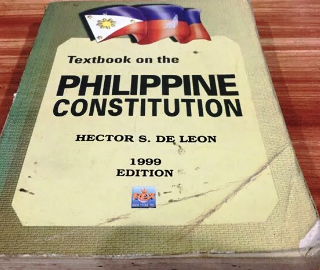 Textbook on the
PHILIPPINE
CONSTITUTION
HECTOR S. DE LEON
1999
EDITION